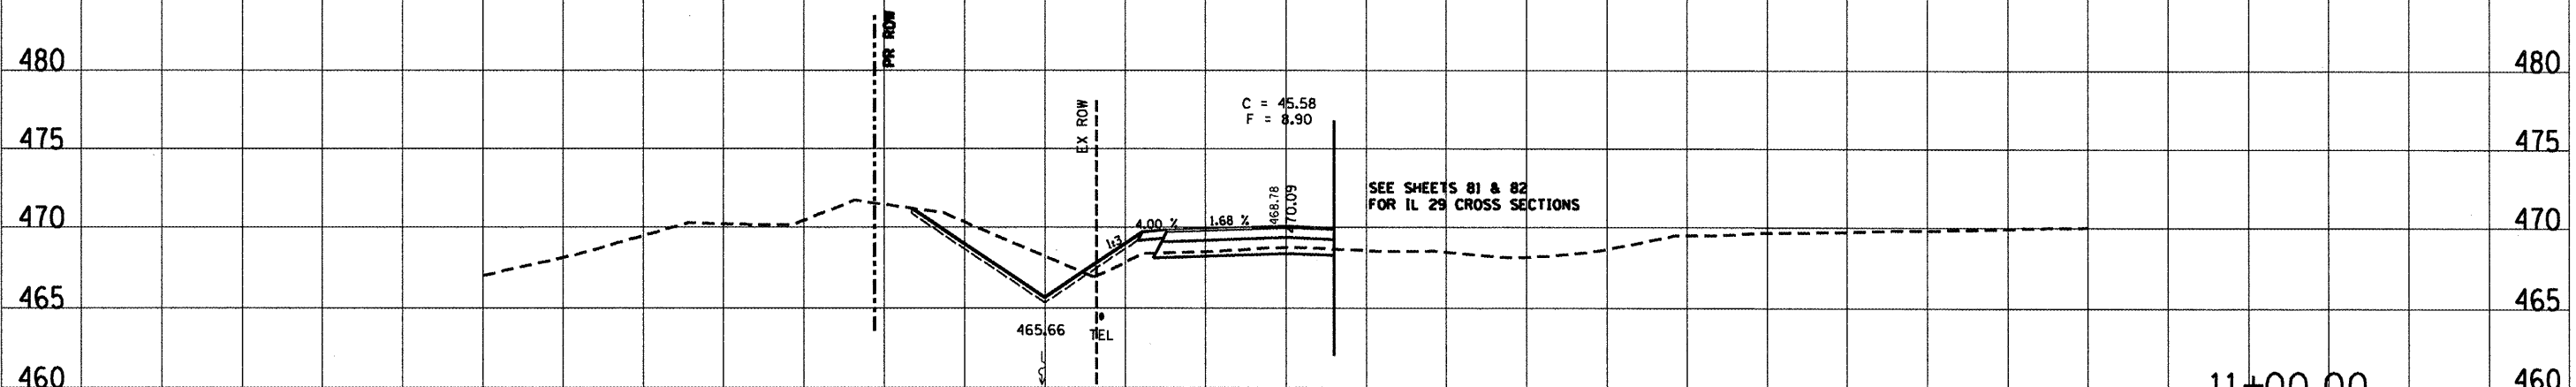 PR ROW
480
480
C = 45.58
F = 8.90
EX ROW
475
475
SEE SHEETS 81 & 82
FOR IL 29 CROSS SECTIONS
468.78
470.09
470
470
1:3
4.00 %
1.68 %
465
465
465.66
TEL
460
11+00.00
460